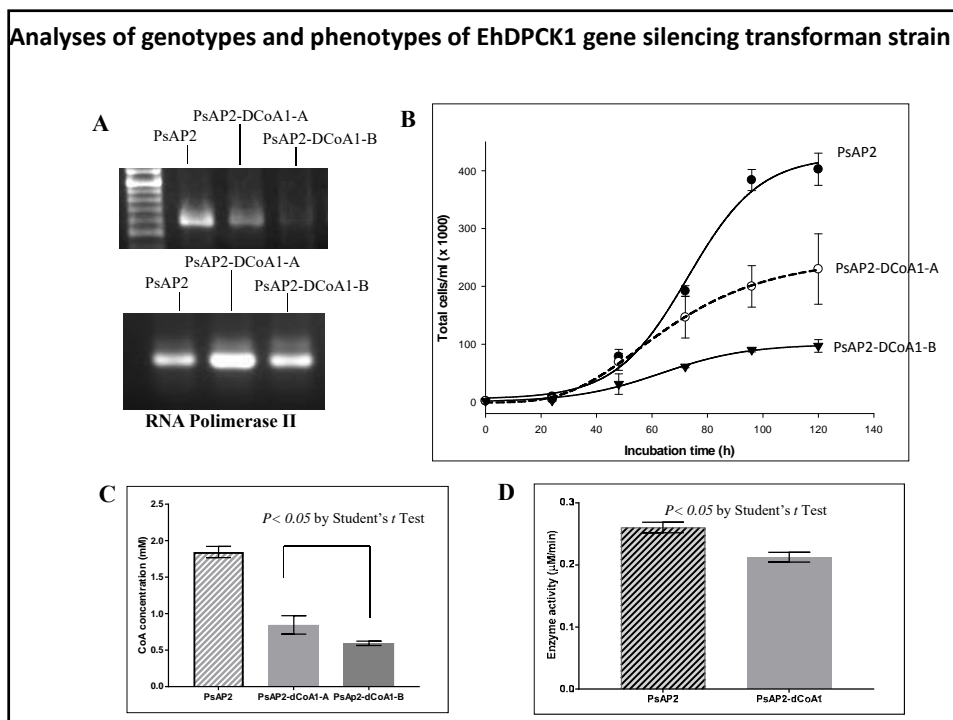 Analyses of genotypes and phenotypes of EhDPCK1 gene silencing transforman strain
A
PsAP2-DCoA1-A
PsAP2
PsAP2-DCoA1-B
PsAP2-DCoA1-A
PsAP2
PsAP2-DCoA1-B
RNA Polimerase II
B
Total cells/ml (x 1000)
400
300
200
100
0
0
20
40
60
80
100
120
140
Incubation time (h)
PsAP2
PsAP2-DCoA1-A
PsAP2-DCoA1-B
C
P< 0.05 by Student's t Test
CoA concentration (mM)
2.5
2.0
1.5
1.0
0.5
0.0
PsAP2
PsAP2-dCoA1-A
PsAp2-dCoA1-B
D
P< 0.05 by Student's t Test
Enzyme activity (µM/min)
0.3
0.2
0.1
0.0
PsAP2
PsAP2-dCoA1